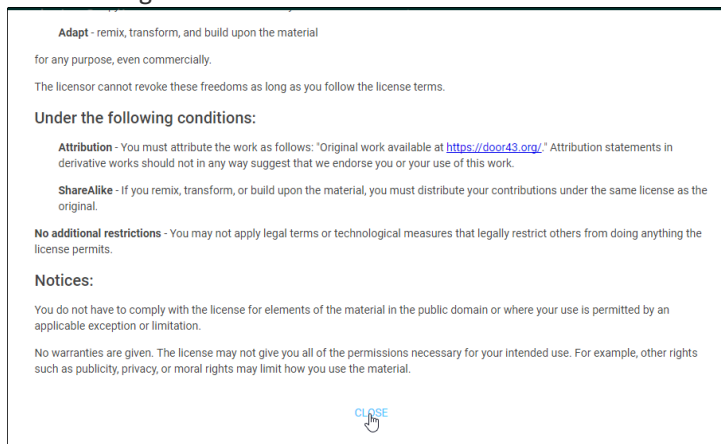 Adapt - remix, transform, and build upon the material
for any purpose, even commercially.
The licensor cannot revoke these freedoms as long as you follow the license terms.
Under the following conditions:
Attribution - You must attribute the work as follows: "Original work available at https://door43.org/." Attribution statements in
derivative works should not in any way suggest that we endorse you or your use of this work.
ShareAlike - If you remix, transform, or build upon the material, you must distribute your contributions under the same license as the
original.
No additional restrictions - You may not apply legal terms or technological measures that legally restrict others from doing anything the
license permits.
Notices:
You do not have to comply with the license for elements of the material in the public domain or where your use is permitted by an
applicable exception or limitation.
No warranties are given. The license may not give you all of the permissions necessary for your intended use. For example, other rights
such as publicity, privacy, or moral rights may limit how you use the material.
CLOSE